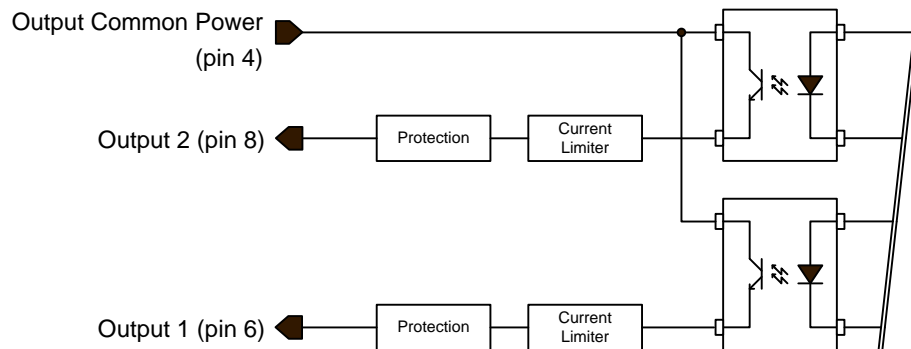 Output Common Power
(pin 4)
Output 2 (pin 8)
Protection
Current
Limiter
Output 1 (pin 6)
Protection
Current
Limiter